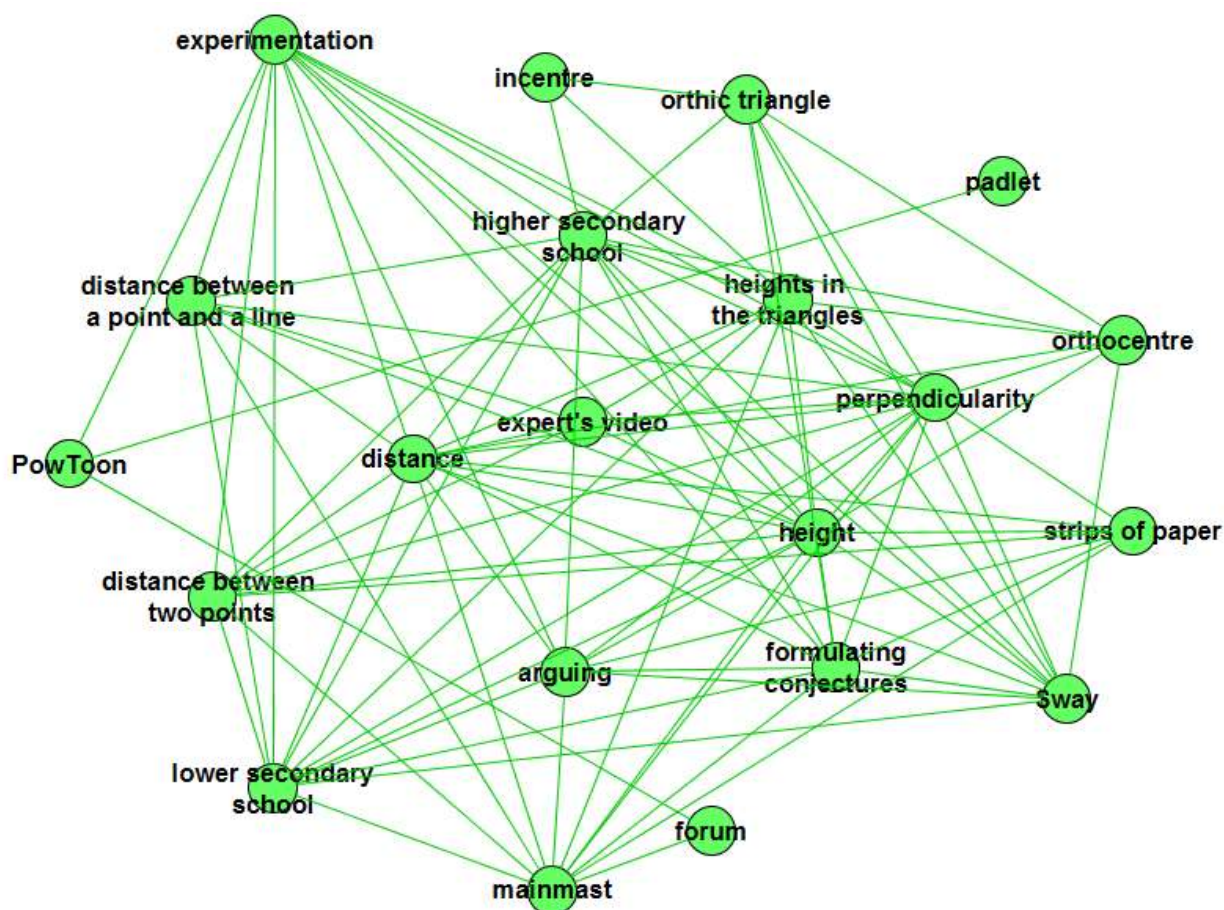 experimentation
incentre
orthic triangle
padlet
higher secondary
school
distance between
a point and a line
heights in
the triangles
orthocentre
perpendicularity
expert's video
distance
PowToon
height
strips of paper
distance between
two points
arguing
formulating
conjectures
Sway
lower secondary
school
forum
mainmast